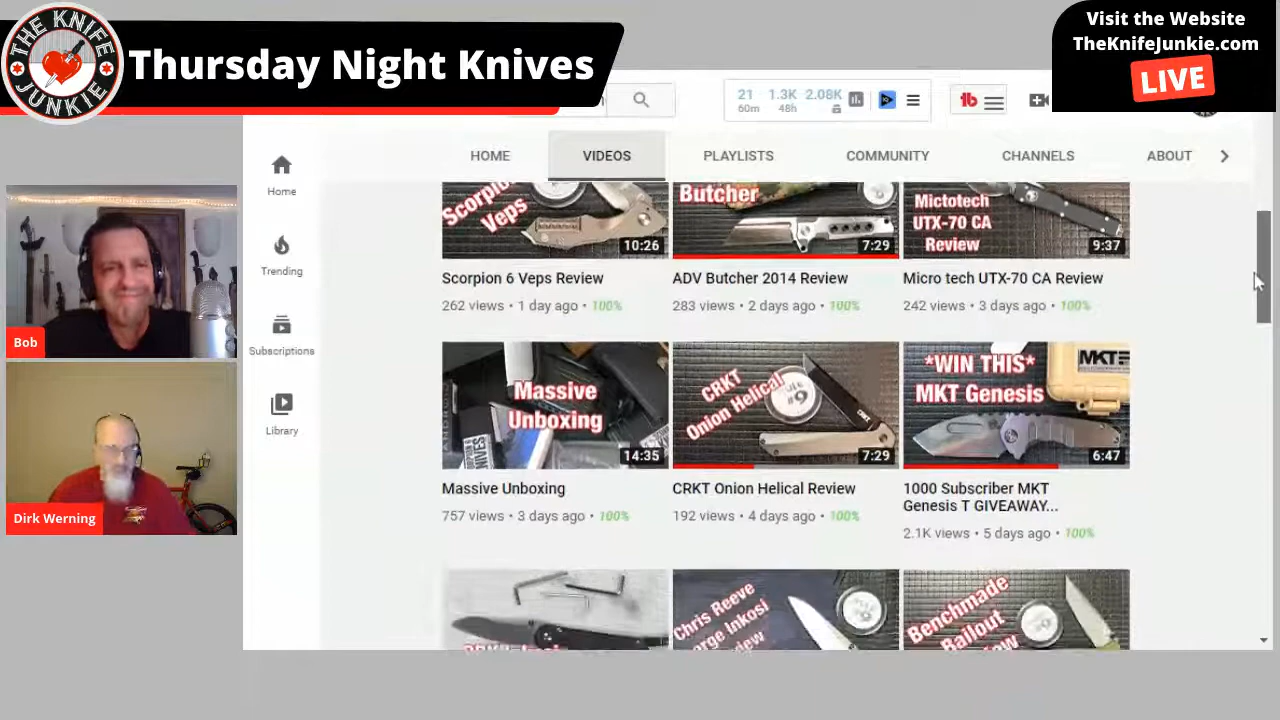 THE KNIFE
JUNKIE
Thursday Night Knives
Visit the Website
TheKnifeJunkie.com
LIVE
21
60m
1.3K
48h
2.08K
HOME
VIDEOS
PLAYLISTS
COMMUNITY
CHANNELS
ABOUT
Home
Trending
Subscriptions
Library
Bob
Dirk Werning
Scorpion
Veps
10:26
Butcher
7:29
Mictotech
UTX-70 CA
Review
9:37
Scorpion 6 Veps Review
262 views • 1 day ago • 100%
ADV Butcher 2014 Review
283 views • 2 days ago • 100%
Micro tech UTX-70 CA Review
242 views • 3 days ago • 100%
Massive
Unboxing
14:35
CRKT
Onion Helical
#9
CRKT
7:29
*WIN THIS*
MKT Genesis
6:47
Massive Unboxing
757 views • 3 days ago • 100%
CRKT Onion Helical Review
192 views • 4 days ago • 100%
1000 Subscriber MKT
Genesis T GIVEAWAY...
2.1K views • 5 days ago • 100%
Chris Reeve
Inkosi
Benchmade
Bailout